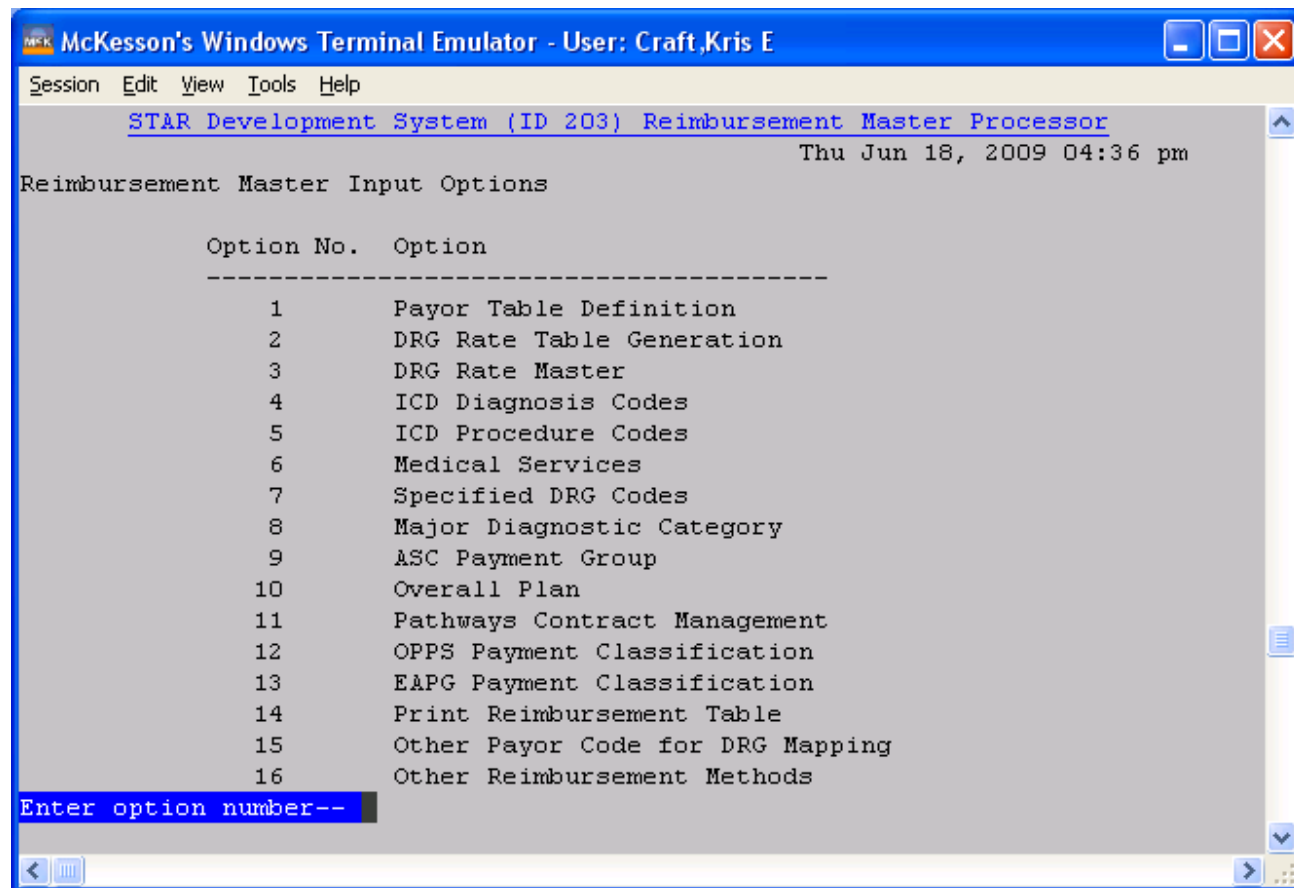 McK McKesson's Windows Terminal Emulator - User: Craft,Kris E
Session Edit View Tools Help
STAR Development System (ID 203) Reimbursement Master Processor
Thu Jun 18, 2009 04:36 pm
Reimbursement Master Input Options
Option No. Option
----------------------------------------
1 Payor Table Definition
2 DRG Rate Table Generation
3 DRG Rate Master
4 ICD Diagnosis Codes
5 ICD Procedure Codes
6 Medical Services
7 Specified DRG Codes
8 Major Diagnostic Category
9 ASC Payment Group
10 Overall Plan
11 Pathways Contract Management
12 OPPS Payment Classification
13 EAPG Payment Classification
14 Print Reimbursement Table
15 Other Payor Code for DRG Mapping
16 Other Reimbursement Methods
Enter option number--